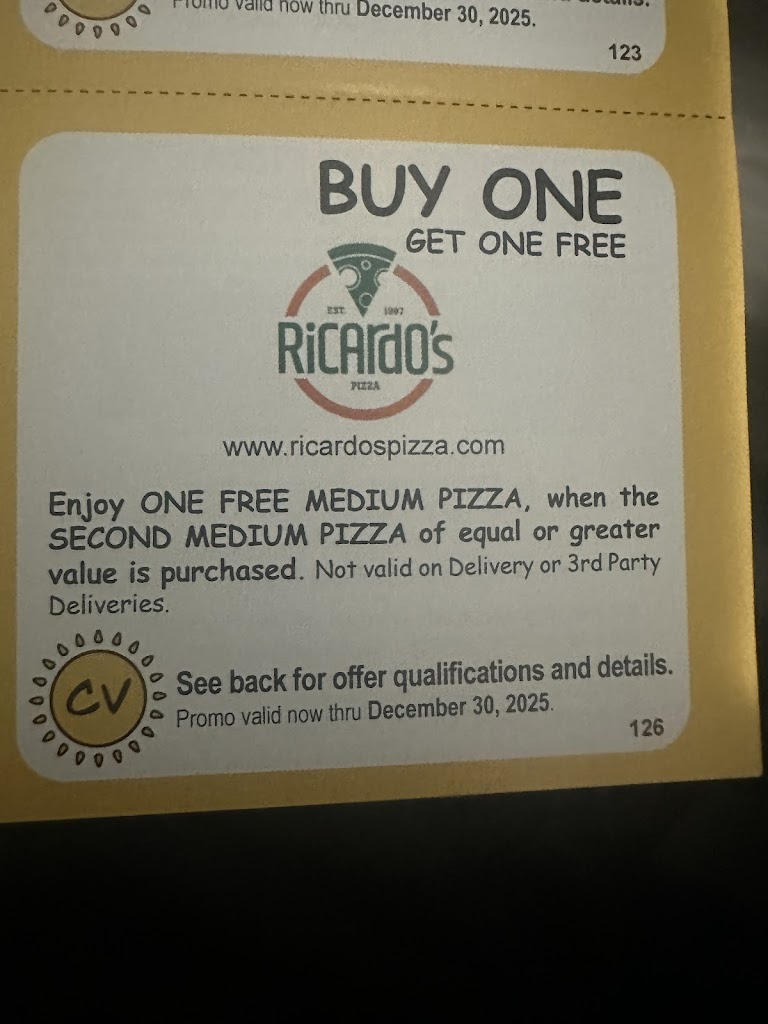 Promo valid now thru December 30, 2025.
123
BUY ONE
GET ONE FREE
EST. 1997
RiCArdO's
PIZZA
www.ricardospizza.com
Enjoy ONE FREE MEDIUM PIZZA, when the
SECOND MEDIUM PIZZA of equal or greater
value is purchased. Not valid on Delivery or 3rd Party
Deliveries.
CV
See back for offer qualifications and details.
Promo valid now thru December 30, 2025.
126